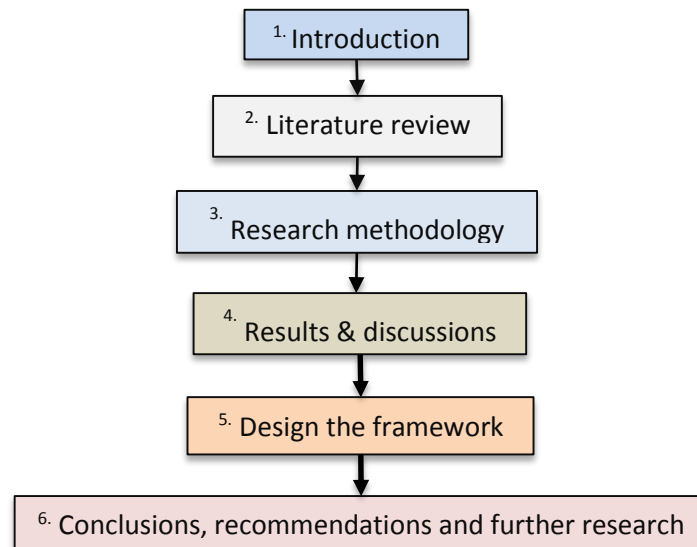 1. Introduction
2. Literature review
3. Research methodology
4. Results & discussions
5. Design the framework
6. Conclusions, recommendations and further research